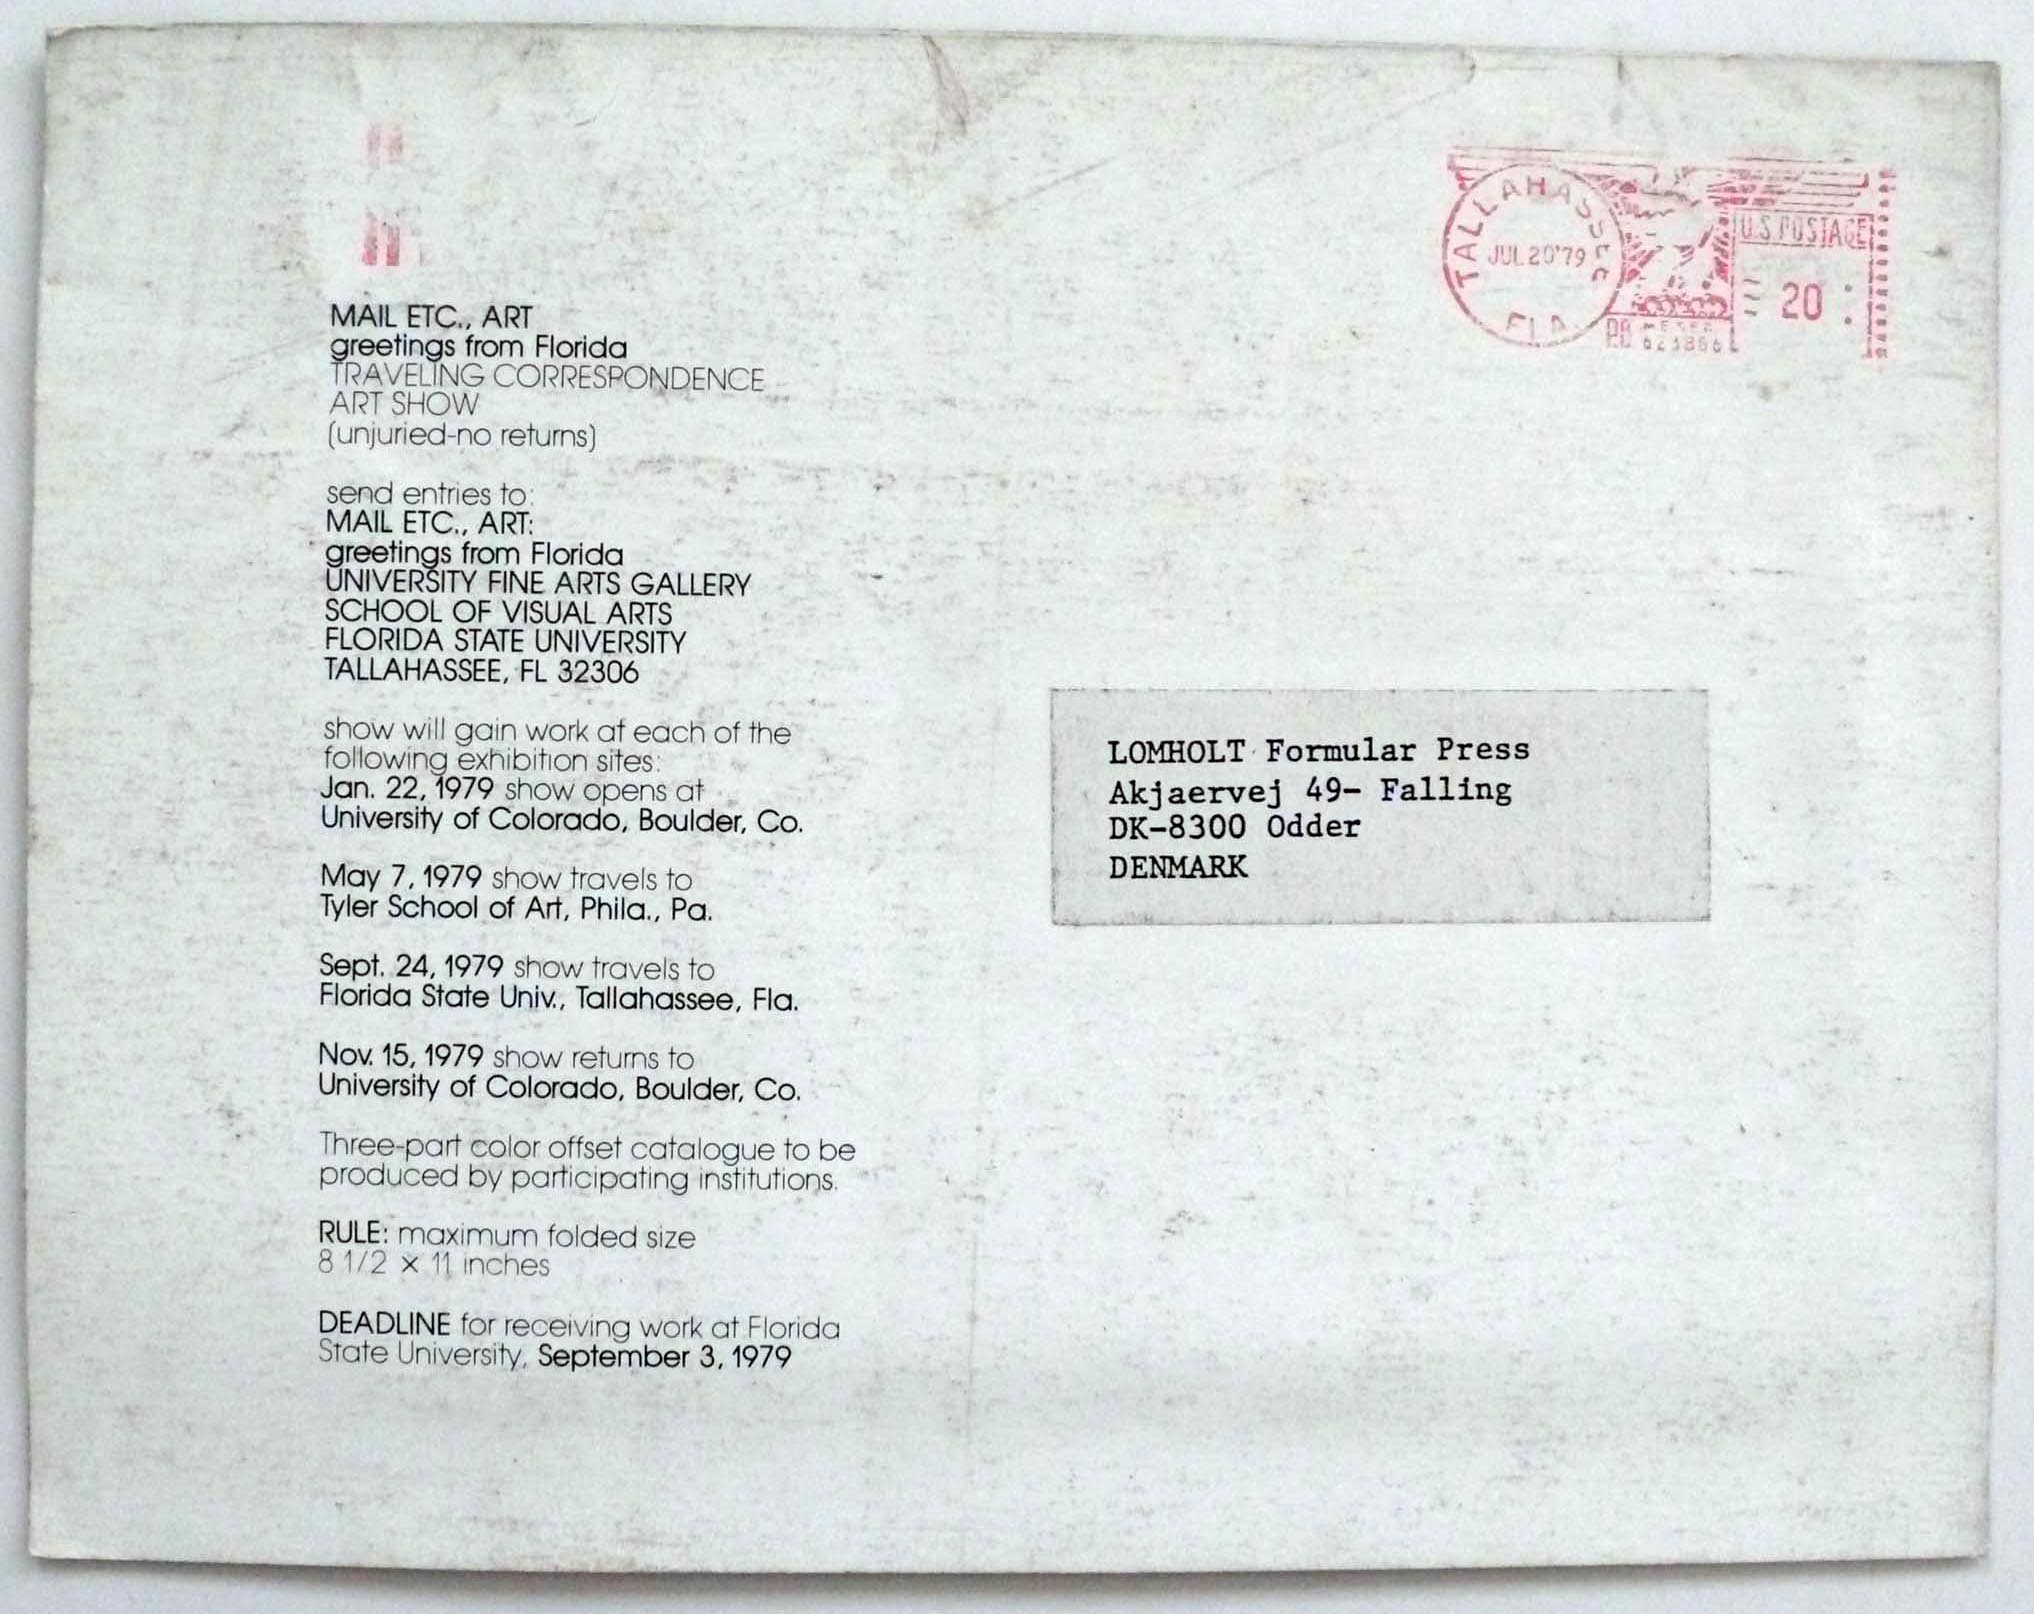 MAIL ETC., ART
greetings from Florida
TRAVELING CORRESPONDENCE
ART SHOW
(unjuried-no returns)
send entries to:
MAIL ETC., ART:
greetings from Florida
UNIVERSITY FINE ARTS GALLERY
SCHOOL OF VISUAL ARTS
FLORIDA STATE UNIVERSITY
TALLAHASSEE, FL 32306
show will gain work at each of the
following exhibition sites:
Jan. 22, 1979 show opens at
University of Colorado, Boulder, Co.
May 7, 1979 show travels to
Tyler School of Art, Phila., Pa.
Sept. 24, 1979 show travels to
Florida State Univ., Tallahassee, Fla.
Nov. 15, 1979 show returns to
University of Colorado, Boulder, Co.
Three-part color offset catalogue to be
produced by participating institutions.
RULE: maximum folded size
8 1/2 x 11 inches
DEADLINE for receiving work at Florida
State University, September 3, 1979
TALLAHASSEE
JUL 20'79
FLA
U.S. POSTAGE
20
LOMHOLT Formular Press
Akjaervej 49- Falling
DK-8300 Odder
DENMARK